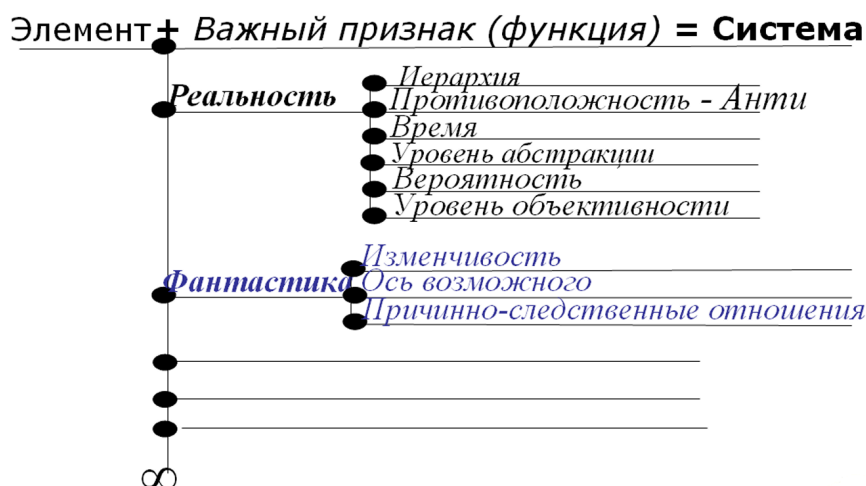 Элемент + Важный признак (функция) = Система
Реальность
Иерархия
Противоположность - Анти
Время
Уровень абстракции
Вероятность
Уровень объективности
Фантастика
Изменчивость
Ось возможного
Причинно-следственные отношения
∞